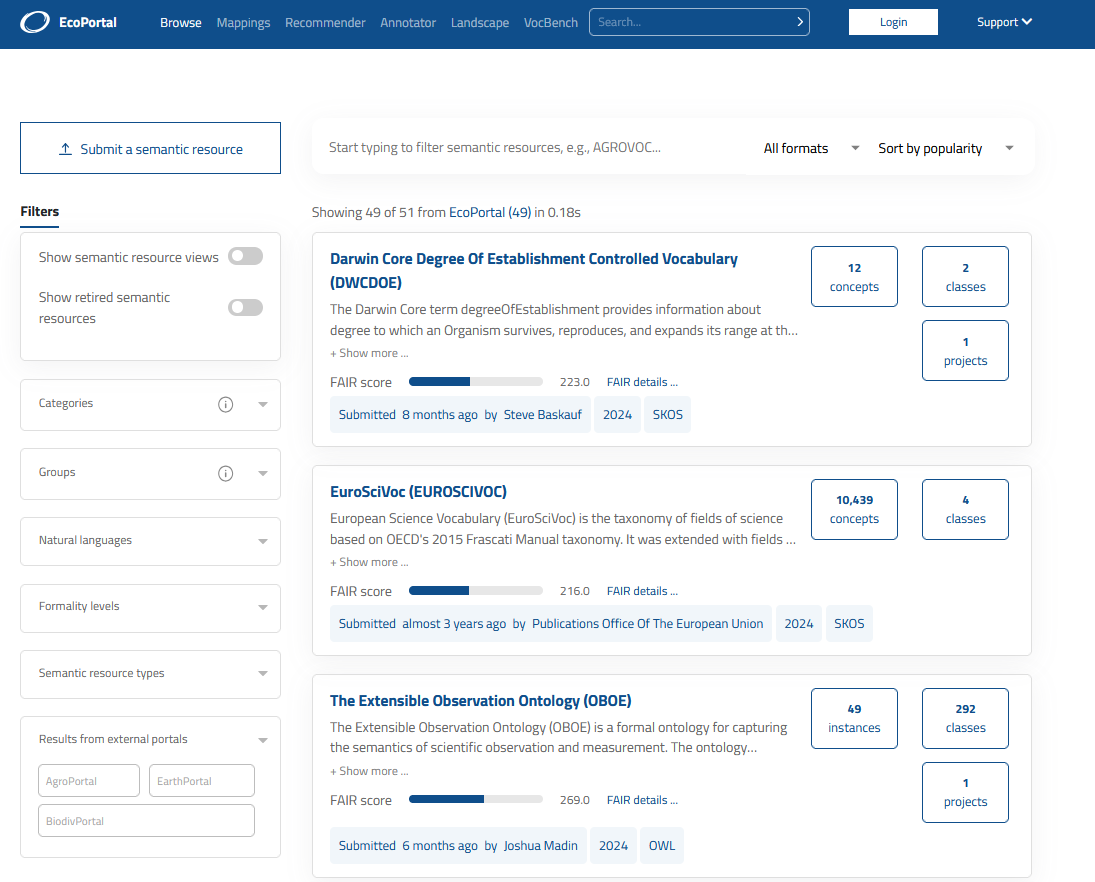 EcoPortal
Browse Mappings Recommender Annotator Landscape VocBench Search... Login Support
Submit a semantic resource
Start typing to filter semantic resources, e.g., AGROVOC...
All formats
Sort by popularity
Filters
Show semantic resource views
Show retired semantic
resources
Categories
Groups
Natural languages
Formality levels
Semantic resource types
Results from external portals
AgroPortal
EarthPortal
BiodivPortal
Showing 49 of 51 from EcoPortal (49) in 0.18s
Darwin Core Degree Of Establishment Controlled Vocabulary
(DWCDOE)
The Darwin Core term degreeOfEstablishment provides information about
degree to which an Organism survives, reproduces, and expands its range at th...
+ Show more ...
FAIR score 223.0 FAIR details ...
Submitted 8 months ago by Steve Baskauf 2024 SKOS
12
concepts
2
classes
1
projects
EuroSciVoc (EUROSCIVOC)
European Science Vocabulary (EuroSciVoc) is the taxonomy of fields of science
based on OECD's 2015 Frascati Manual taxonomy. It was extended with fields ...
+ Show more ...
FAIR score 216.0 FAIR details ...
Submitted almost 3 years ago by Publications Office Of The European Union 2024 SKOS
10,439
concepts
4
classes
The Extensible Observation Ontology (OBOE)
The Extensible Observation Ontology (OBOE) is a formal ontology for capturing
the semantics of scientific observation and measurement. The ontology...
+ Show more ...
FAIR score 269.0 FAIR details ...
Submitted 6 months ago by Joshua Madin 2024 OWL
49
instances
292
classes
1
projects